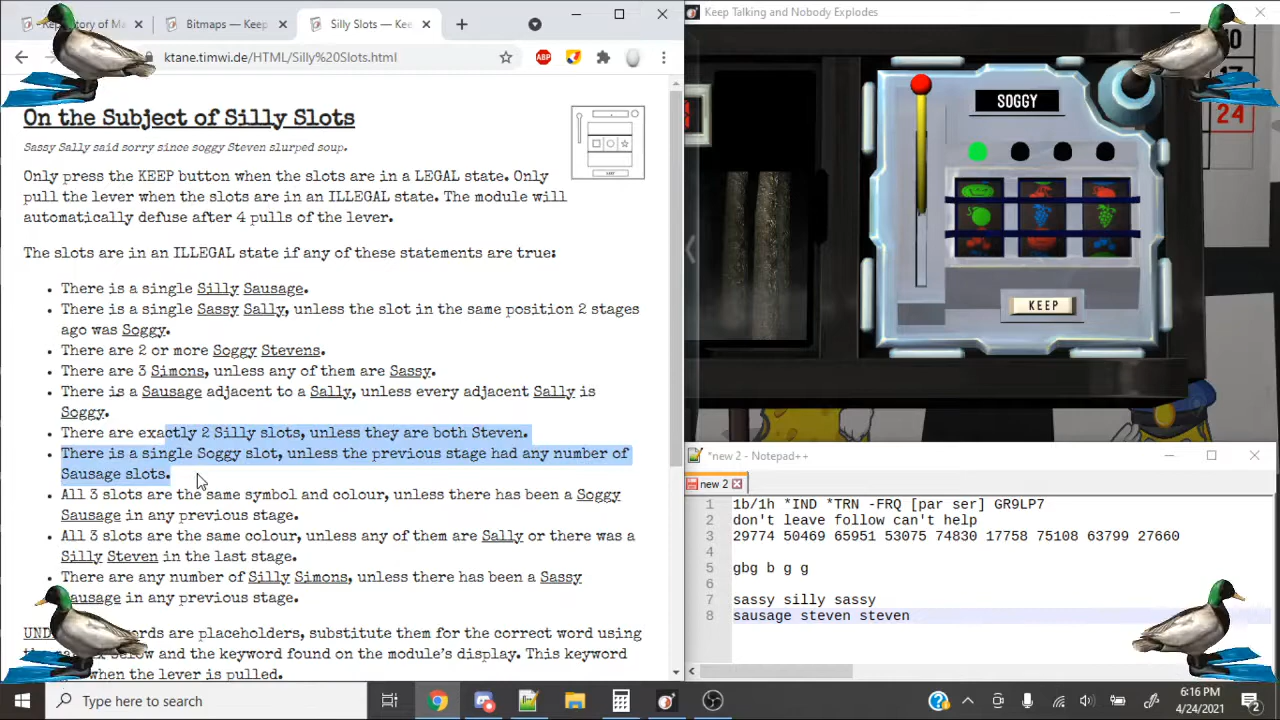 Bitmaps — Keep
Silly Slots — Kee
Keep Talking and Nobody Explodes
ktane.timwi.de/HTML/Silly%20Slots.html
ABP
On the Subject of Silly Slots
Sassy Sally said sorry since soggy Steven slurped soup.
Only press the KEEP button when the slots are in a LEGAL state. Only
pull the lever when the slots are in an ILLEGAL state. The module will
automatically defuse after 4 pulls of the lever.
The slots are in an ILLEGAL state if any of these statements are true:
There is a single Silly Sausage.
There is a single Sassy Sally, unless the slot in the same position 2 stages
ago was Soggy.
There are 2 or more Soggy Stevens.
There are 3 Simons, unless any of them are Sassy.
There is a Sausage adjacent to a Sally, unless every adjacent Sally is
Soggy.
There are exactly 2 Silly slots, unless they are both Steven.
There is a single Soggy slot, unless the previous stage had any number of
Sausage slots.
All 3 slots are the same symbol and colour, unless there has been a Soggy
Sausage in any previous stage.
All 3 slots are the same colour, unless any of them are Sally or there was a
Silly Steven in the last stage.
There are any number of Silly Simons, unless there has been a Sassy
in any previous stage.
are placeholders, substitute them for the correct word using
below and the keyword found on the module's display. This keyword
when the lever is pulled.
SOGGY
KEEP
24
*new 2 - Notepad++
new 2
1 1b/1h *IND *TRN -FRQ [par ser] GR9LP7
2 don't leave follow can't help
3 29774 50469 65951 53075 74830 17758 75108 63799 27660
4
5 gbg b g g
6
7 sassy silly sassy
8 sausage steven steven
Type here to search
6:16 PM
4/24/2021
2